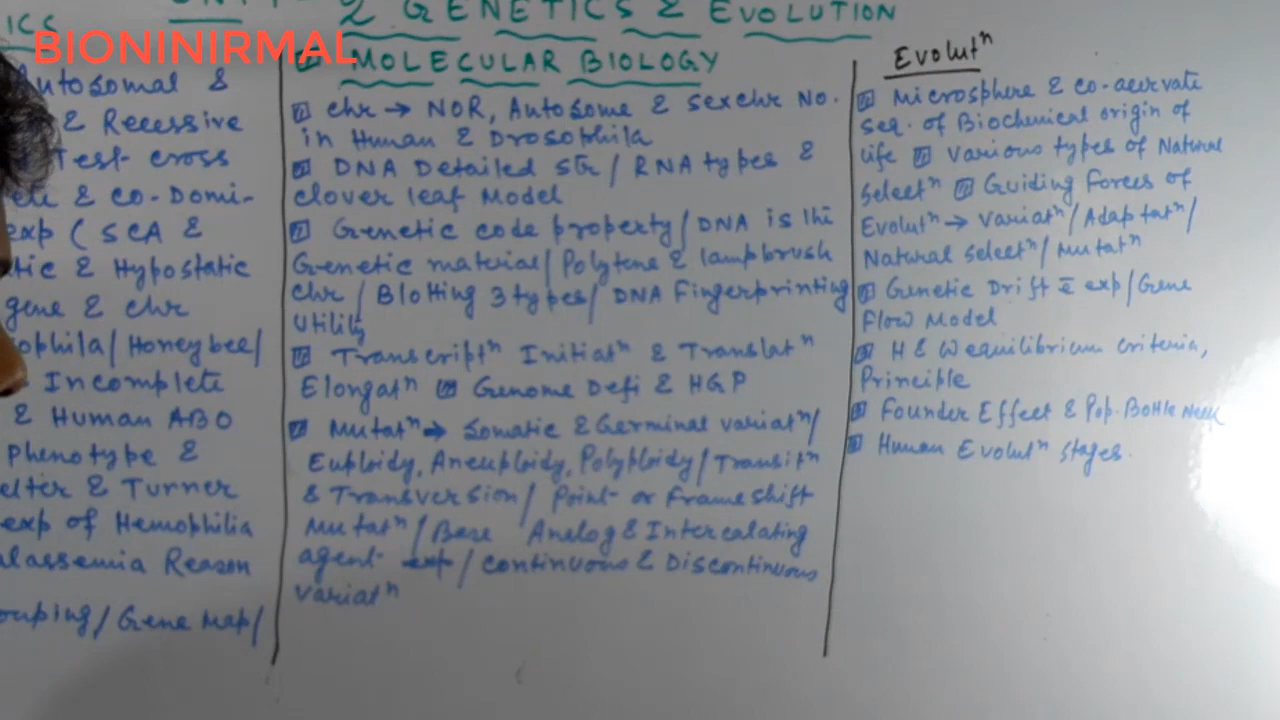 UNIT - 2 GENETICS & EVOLUTION
BIONINIRMAL
ICS
Autosomal &
& Recessive
Test cross
& co-Domi-
exp ( SCA &
tic & Hypostatic
gene & chr
ophila/ Honeybee/
Incomplete
& Human ABO
Phenotype &
elter & Turner
exp of Hemophilia
alassemia Reason
ouping/ Gene Map/
MOLECULAR BIOLOGY
chr → NOR, Autosome & sexchr No.
in Human & Drosophila
DNA Detailed Str/ RNA types &
clover leaf Model
Genetic code property/ DNA is the
Genetic material/ Polytene & lampbrush
chr/ Blotting 3 types/ DNA Fingerprinting
Utility
Transcriptⁿ Initiatⁿ & Translatⁿ
Elongatⁿ Genome Defi & HGP
Mutatⁿ → Somatic & Germinal variatⁿ/
Euploidy, Aneuploidy, Polyploidy/ Transitⁿ
& Transversion/ Point or Frameshift
Mutatⁿ/ Base Analog & Intercalating
agent exp/ continuous & Discontinuous
variatⁿ
Evolutⁿ
Microsphere & co-acervate
seq. of Biochemical origin of
life Various types of Natural
selectⁿ Guiding Forces of
Evolutⁿ → Variatⁿ/ Adaptatⁿ/
Natural selectⁿ/ Mutatⁿ
Genetic Drift exp/ Gene
Flow Model
H & W equilibrium criteria,
Principle
Founder Effect & Pop. Bottle neck
Human Evolutⁿ stages.